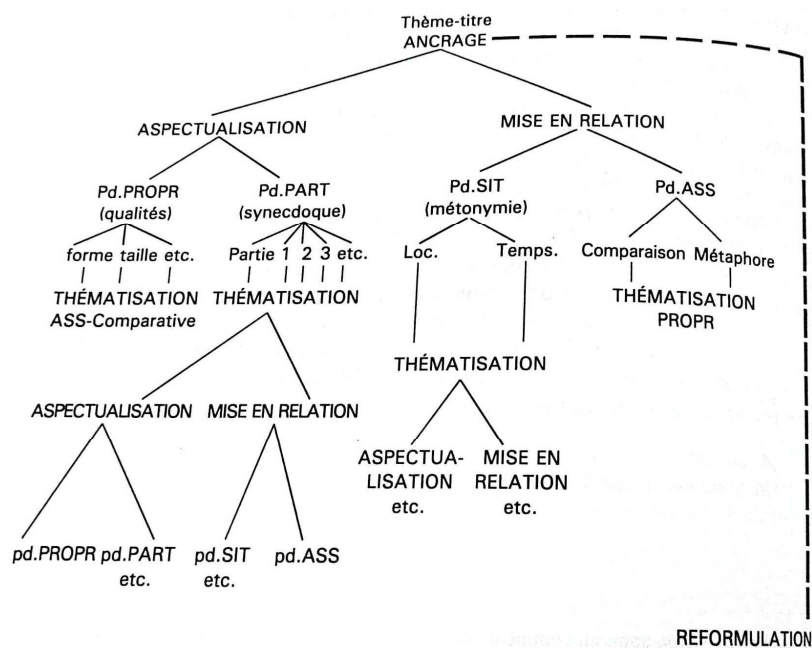 Thème-titre
ANCRAGE
ASPECTUALISATION
MISE EN RELATION
Pd.PROPR
(qualités)
Pd.PART
(synecdoque)
Pd.SIT
(métonymie)
Pd.ASS
forme taille etc.
Partie 1 2 3 etc.
Loc.
Temps.
Comparaison Métaphore
THÉMATISATION
ASS-Comparative
THÉMATISATION
THÉMATISATION
PROPR
THÉMATISATION
ASPECTUALISATION
MISE EN RELATION
ASPECTUA-
LISATION
etc.
MISE EN
RELATION
etc.
pd.PROPR
pd.PART
etc.
pd.SIT
etc.
pd.ASS
REFORMULATION